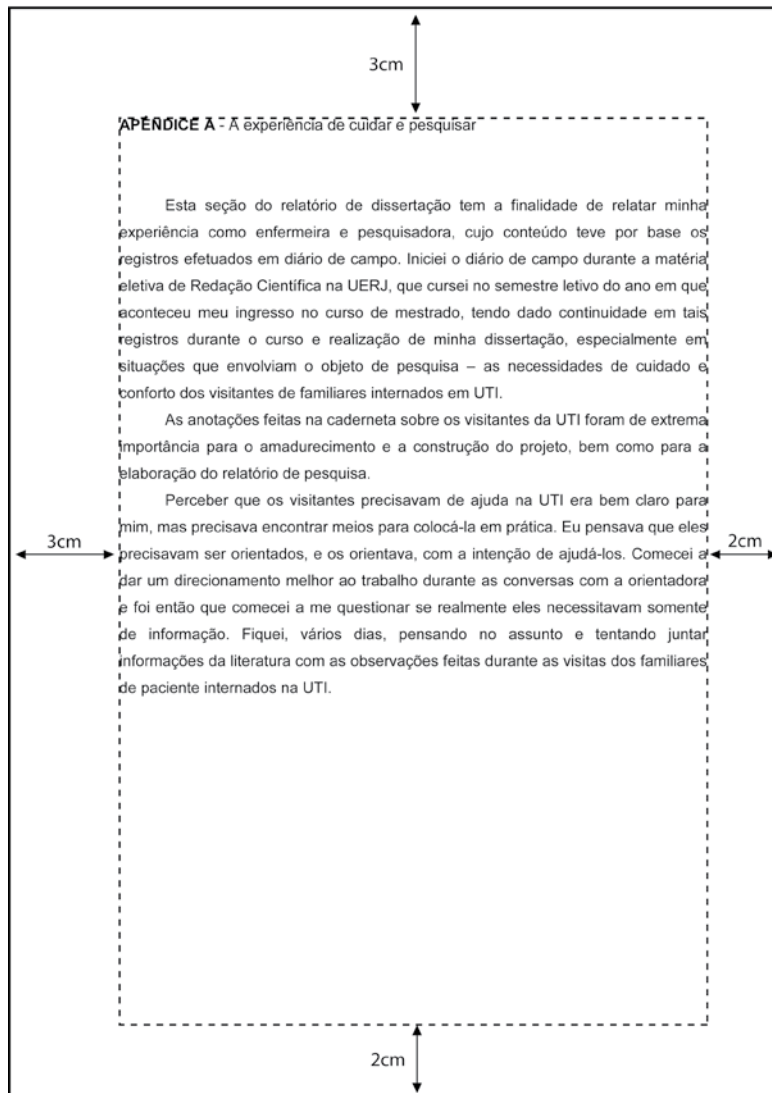 3cm
APÊNDICE A - A experiência de cuidar e pesquisar
Esta seção do relatório de dissertação tem a finalidade de relatar minha
experiência como enfermeira e pesquisadora, cujo conteúdo teve por base os
registros efetuados em diário de campo. Iniciei o diário de campo durante a matéria
eletiva de Redação Científica na UERJ, que cursei no semestre letivo do ano em que
aconteceu meu ingresso no curso de mestrado, tendo dado continuidade em tais
registros durante o curso e realização de minha dissertação, especialmente em
situações que envolviam o objeto de pesquisa – as necessidades de cuidado e
conforto dos visitantes de familiares internados em UTI.
As anotações feitas na caderneta sobre os visitantes da UTI foram de extrema
importância para o amadurecimento e a construção do projeto, bem como para a
elaboração do relatório de pesquisa.
Perceber que os visitantes precisavam de ajuda na UTI era bem claro para
mim, mas precisava encontrar meios para colocá-la em prática. Eu pensava que eles
3cm
precisavam ser orientados, e os orientava, com a intenção de ajudá-los. Comecei a
2cm
dar um direcionamento melhor ao trabalho durante as conversas com a orientadora
e foi então que comecei a me questionar se realmente eles necessitavam somente
de informação. Fiquei, vários dias, pensando no assunto e tentando juntar
informações da literatura com as observações feitas durante as visitas dos familiares
de paciente internados na UTI.
2cm